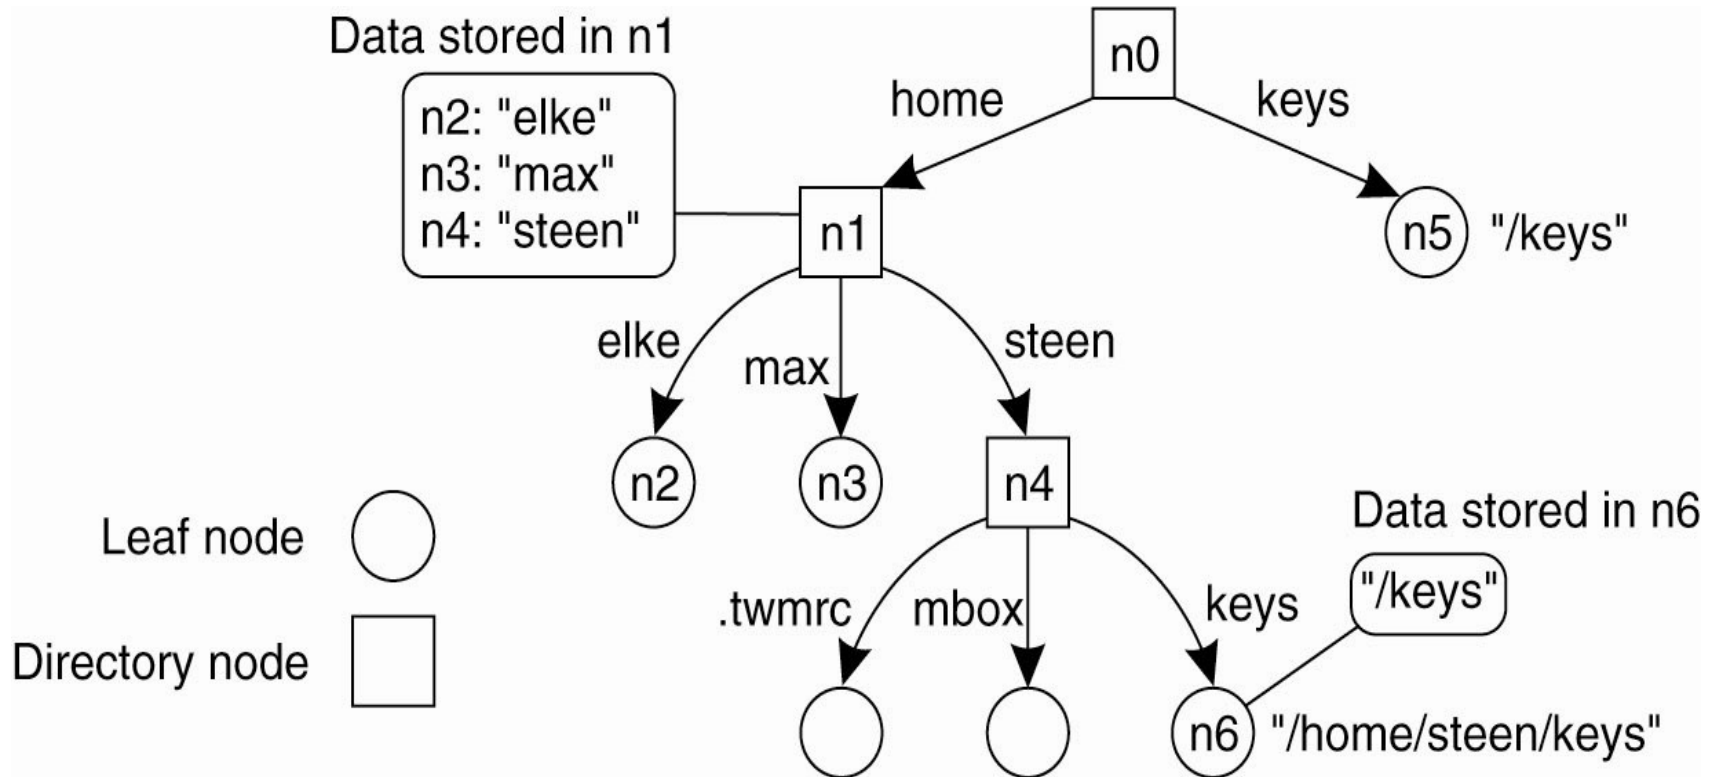 Data stored in n1
n0
home
keys
n2: "elke"
n3: "max"
n4: "steen"
n1
n5 "/keys"
elke
max
steen
n2
n3
n4
Data stored in n6
Leaf node
"/keys"
.twmrc
mbox
keys
Directory node
n6 "/home/steen/keys"